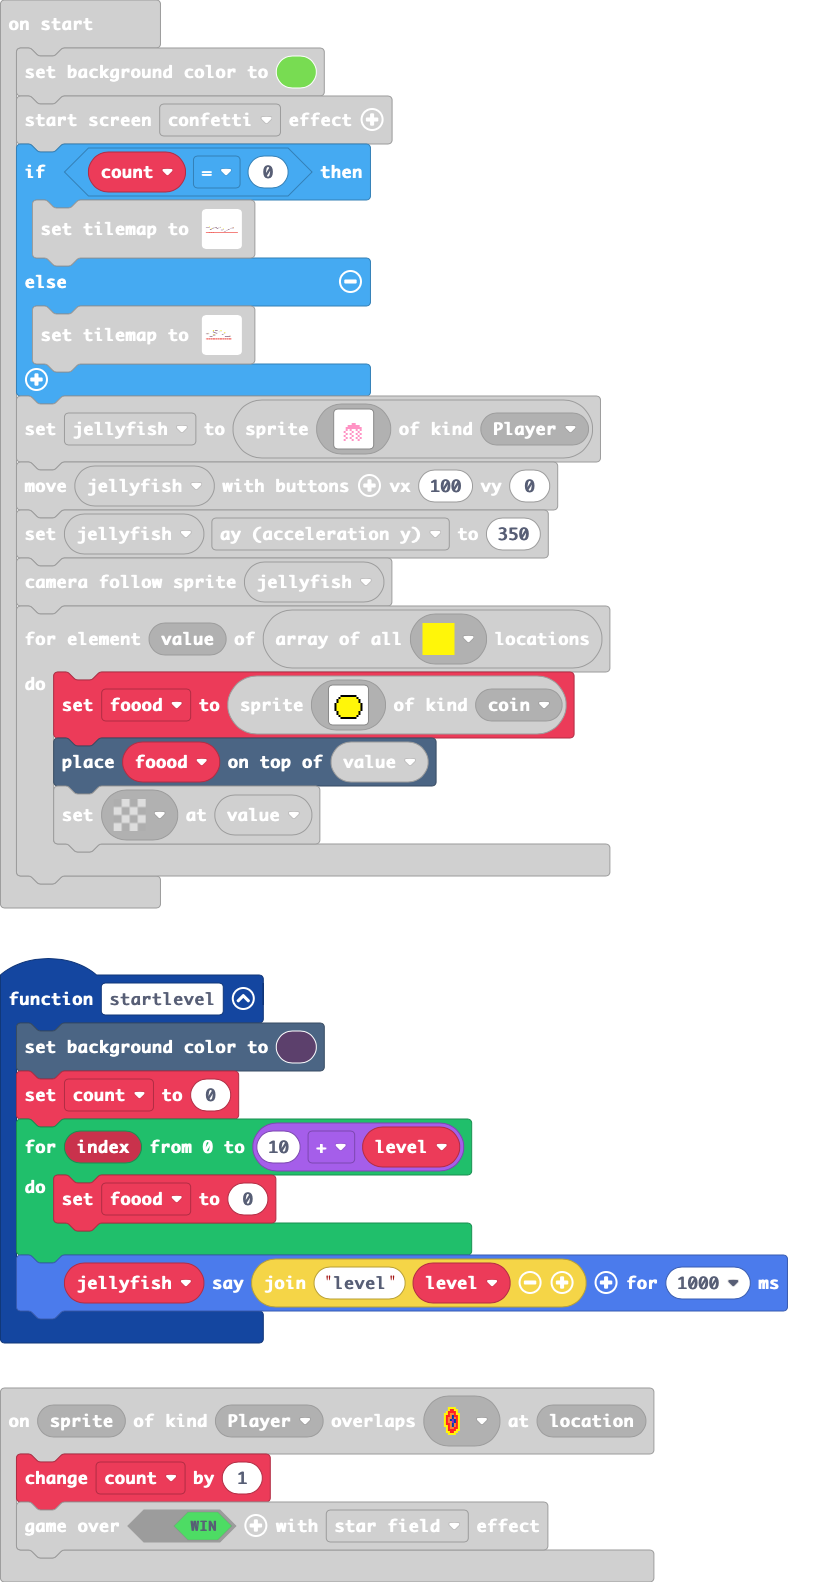 on start
set background color to
start screen confetti effect
if count = 0 then
set tilemap to
else
set tilemap to
set jellyfish to sprite of kind Player
move jellyfish with buttons vx 100 vy 0
set jellyfish ay (acceleration y) to 350
camera follow sprite jellyfish
for element value of array of all locations
do
set foood to sprite of kind coin
place foood on top of value
set at value
function startlevel
set background color to
set count to 0
for index from 0 to 10 + level
do
set foood to 0
jellyfish say join "level" level for 1000 ms
on sprite of kind Player overlaps at location
change count by 1
game over WIN with star field effect